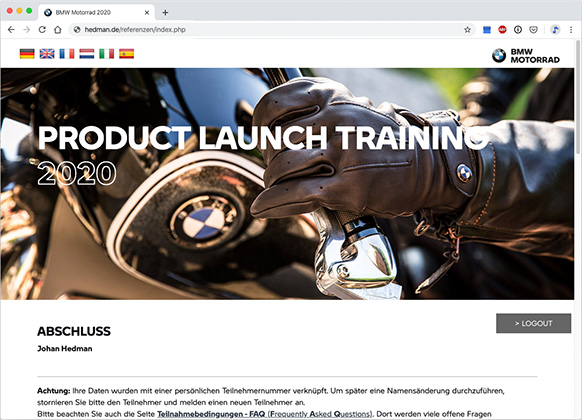 BMW Motorrad 2020
hedman.de/referenzen/index.php
BMW
MOTORRAD
PRODUCT LAUNCH TRAINING
2020
> LOGOUT
ABSCHLUSS
Johan Hedman
Achtung: Ihre Daten wurden mit einer persönlichen Teilnehmernummer verknüpft. Um später eine Namensänderung durchzuführen,
stornieren Sie bitte den Teilnehmer und melden einen neuen Teilnehmer an.
Bitte beachten Sie auch die Seite Teilnahmebedingungen - FAQ (Frequently Asked Questions). Dort werden viele offene Fragen